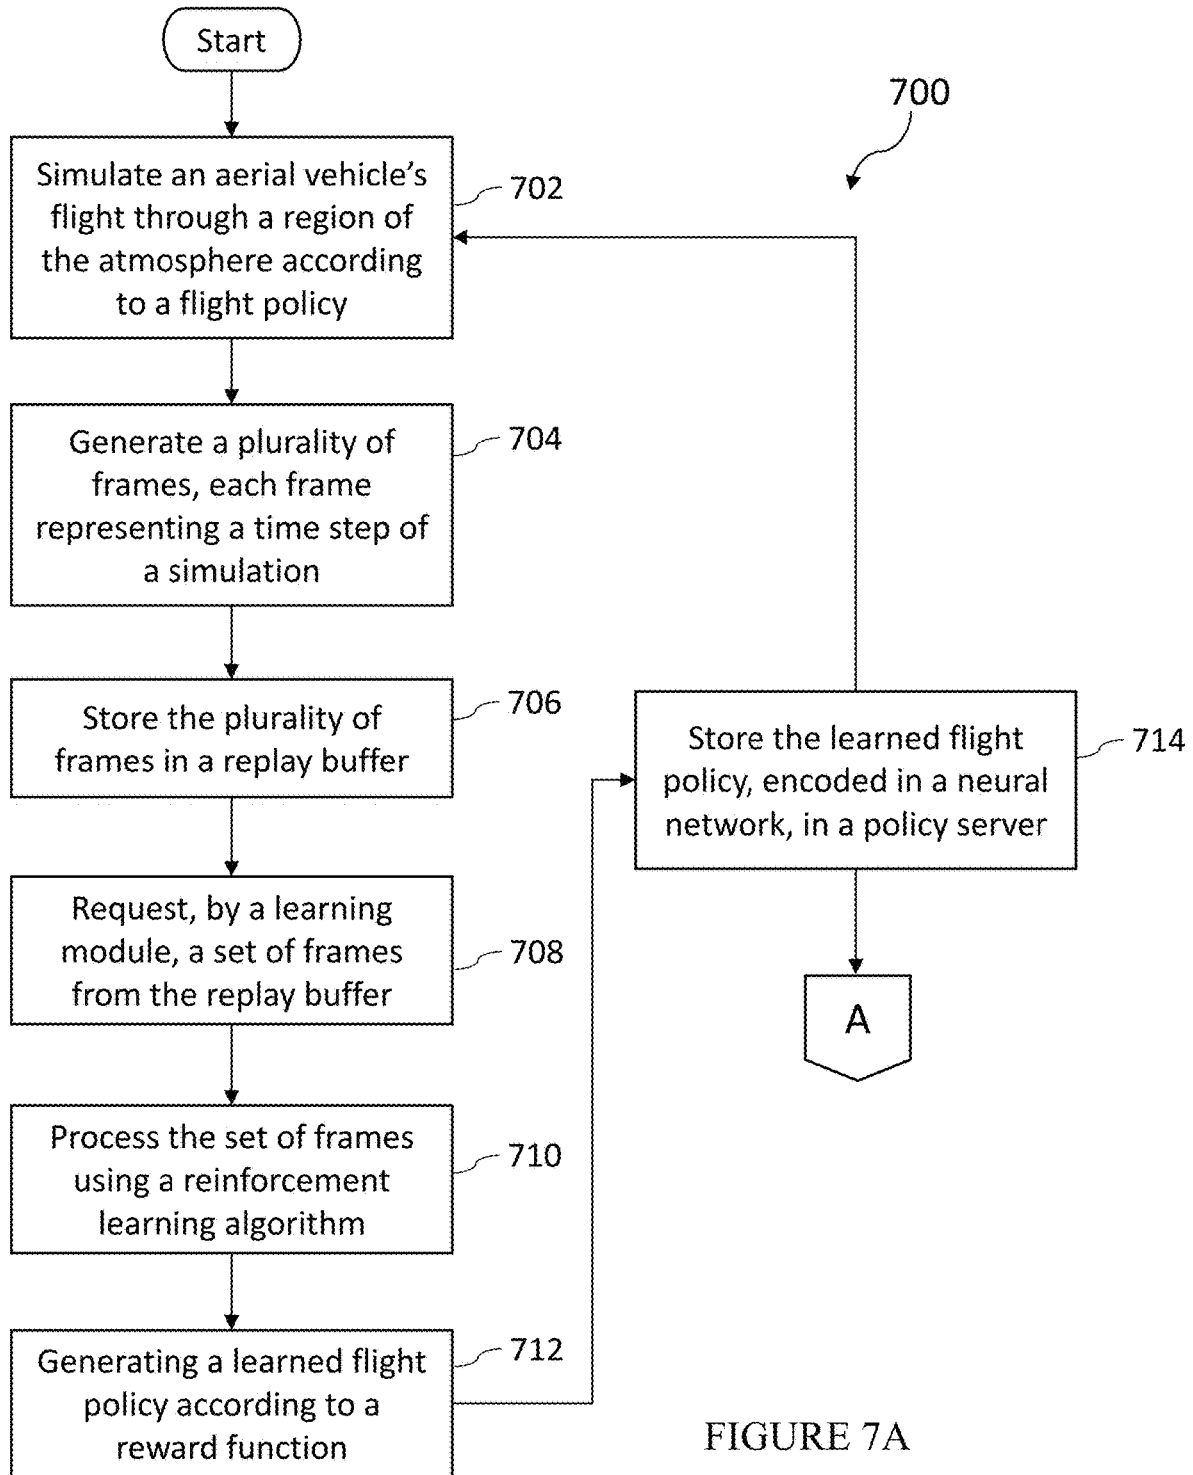 Start
700
Simulate an aerial vehicle's
flight through a region of
the atmosphere according
to a flight policy
702
Generate a plurality of
frames, each frame
representing a time step of
a simulation
704
Store the plurality of
frames in a replay buffer
706
Request, by a learning
module, a set of frames
from the replay buffer
708
Process the set of frames
using a reinforcement
learning algorithm
710
Generating a learned flight
policy according to a
reward function
712
Store the learned flight
policy, encoded in a neural
network, in a policy server
714
A
FIGURE 7A